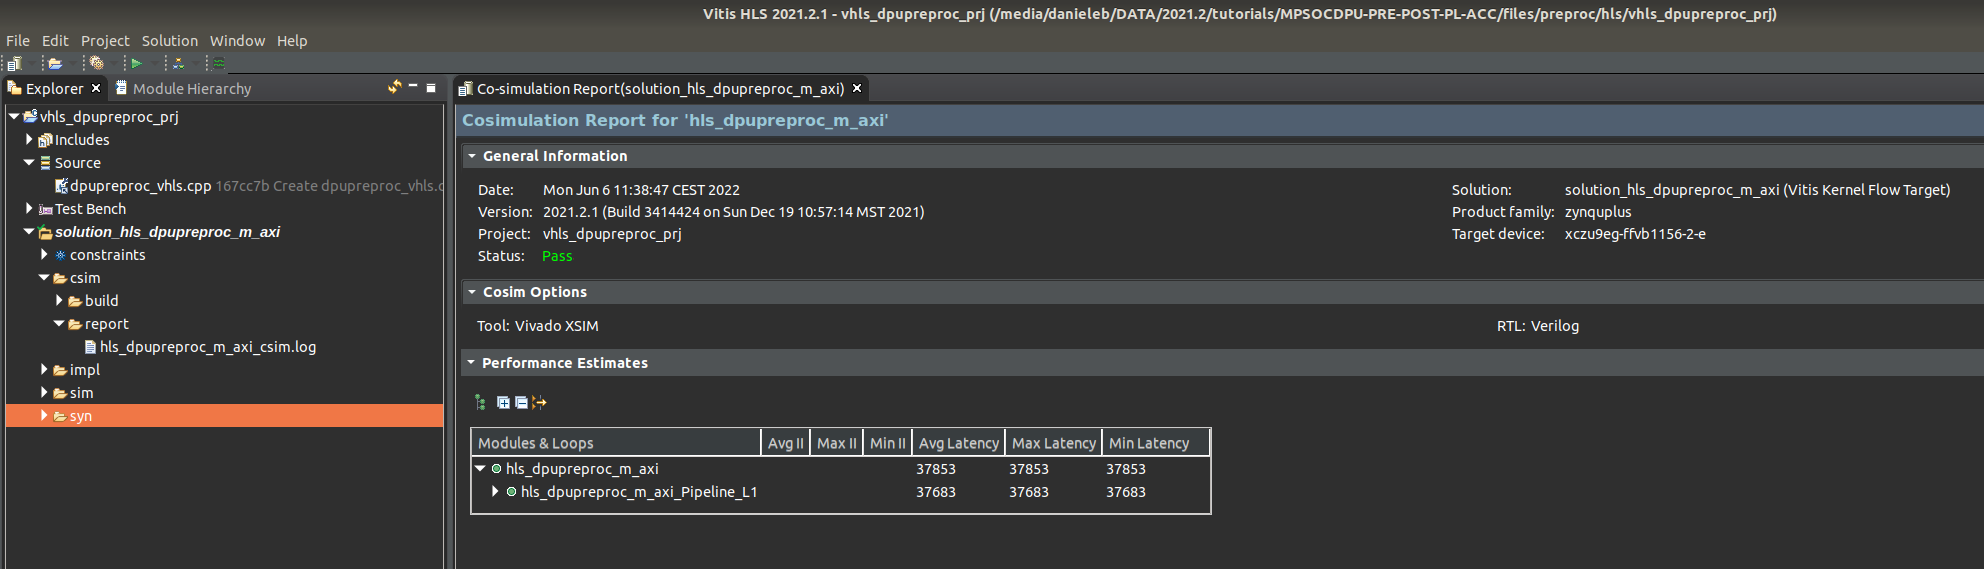 Vitis HLS 2021.2.1 - vhls_dpupreproc_prj (/media/danieleb/DATA/2021.2/tutorials/MPSOCDPU-PRE-POST-PL-ACC/files/preproc/hls/vhls_dpupreproc_prj)
File Edit Project Solution Window Help
Explorer Module Hierarchy
vhls_dpupreproc_prj
Includes
Source
dpupreproc_vhls.cpp 167cc7b Create dpupreproc_vhls.c
Test Bench
solution_hls_dpupreproc_m_axi
constraints
csim
build
report
hls_dpupreproc_m_axi_csim.log
impl
sim
syn
Co-simulation Report(solution_hls_dpupreproc_m_axi)
Cosimulation Report for 'hls_dpupreproc_m_axi'
General Information
Date: Mon Jun 6 11:38:47 CEST 2022
Version: 2021.2.1 (Build 3414424 on Sun Dec 19 10:57:14 MST 2021)
Project: vhls_dpupreproc_prj
Status: Pass
Solution: solution_hls_dpupreproc_m_axi (Vitis Kernel Flow Target)
Product family: zynquplus
Target device: xczu9eg-ffvb1156-2-e
Cosim Options
Tool: Vivado XSIM
RTL: Verilog
Performance Estimates
Modules & Loops Avg II Max II Min II Avg Latency Max Latency Min Latency
hls_dpupreproc_m_axi 37853 37853 37853
hls_dpupreproc_m_axi_Pipeline_L1 37683 37683 37683